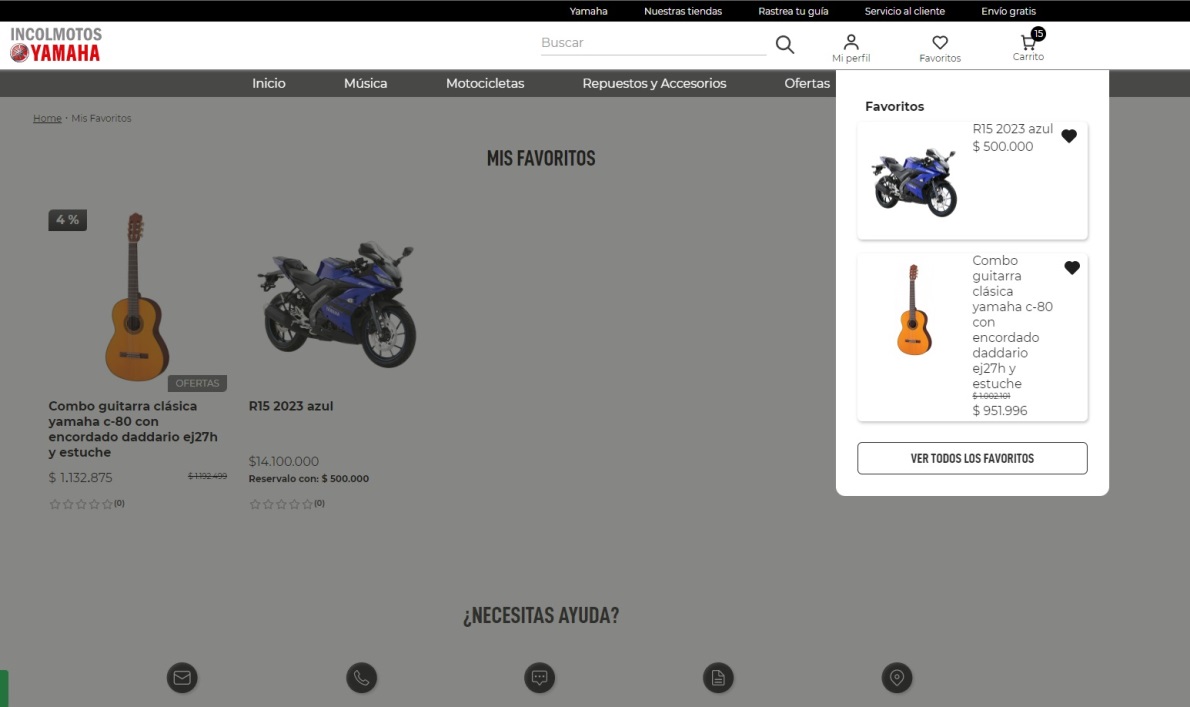 Yamaha
Nuestras tiendas
Rastrea tu guía
Servicio al cliente
Envío gratis
INCOLMOTOS
YAMAHA
Buscar
Mi perfil
Favoritos
15
Carrito
Inicio
Música
Motocicletas
Repuestos y Accesorios
Ofertas
Home · Mis Favoritos
MIS FAVORITOS
4 %
OFERTAS
Combo guitarra clásica
yamaha c-80 con
encordado daddario ej27h
y estuche
$ 1.132.875
$ 1.192.499
(0)
R15 2023 azul
$14.100.000
Reservalo con: $ 500.000
(0)
Favoritos
R15 2023 azul
$ 500.000
Combo
guitarra
clásica
yamaha c-80
con
encordado
daddario
ej27h y
estuche
$ 1.002.101
$ 951.996
VER TODOS LOS FAVORITOS
¿NECESITAS AYUDA?